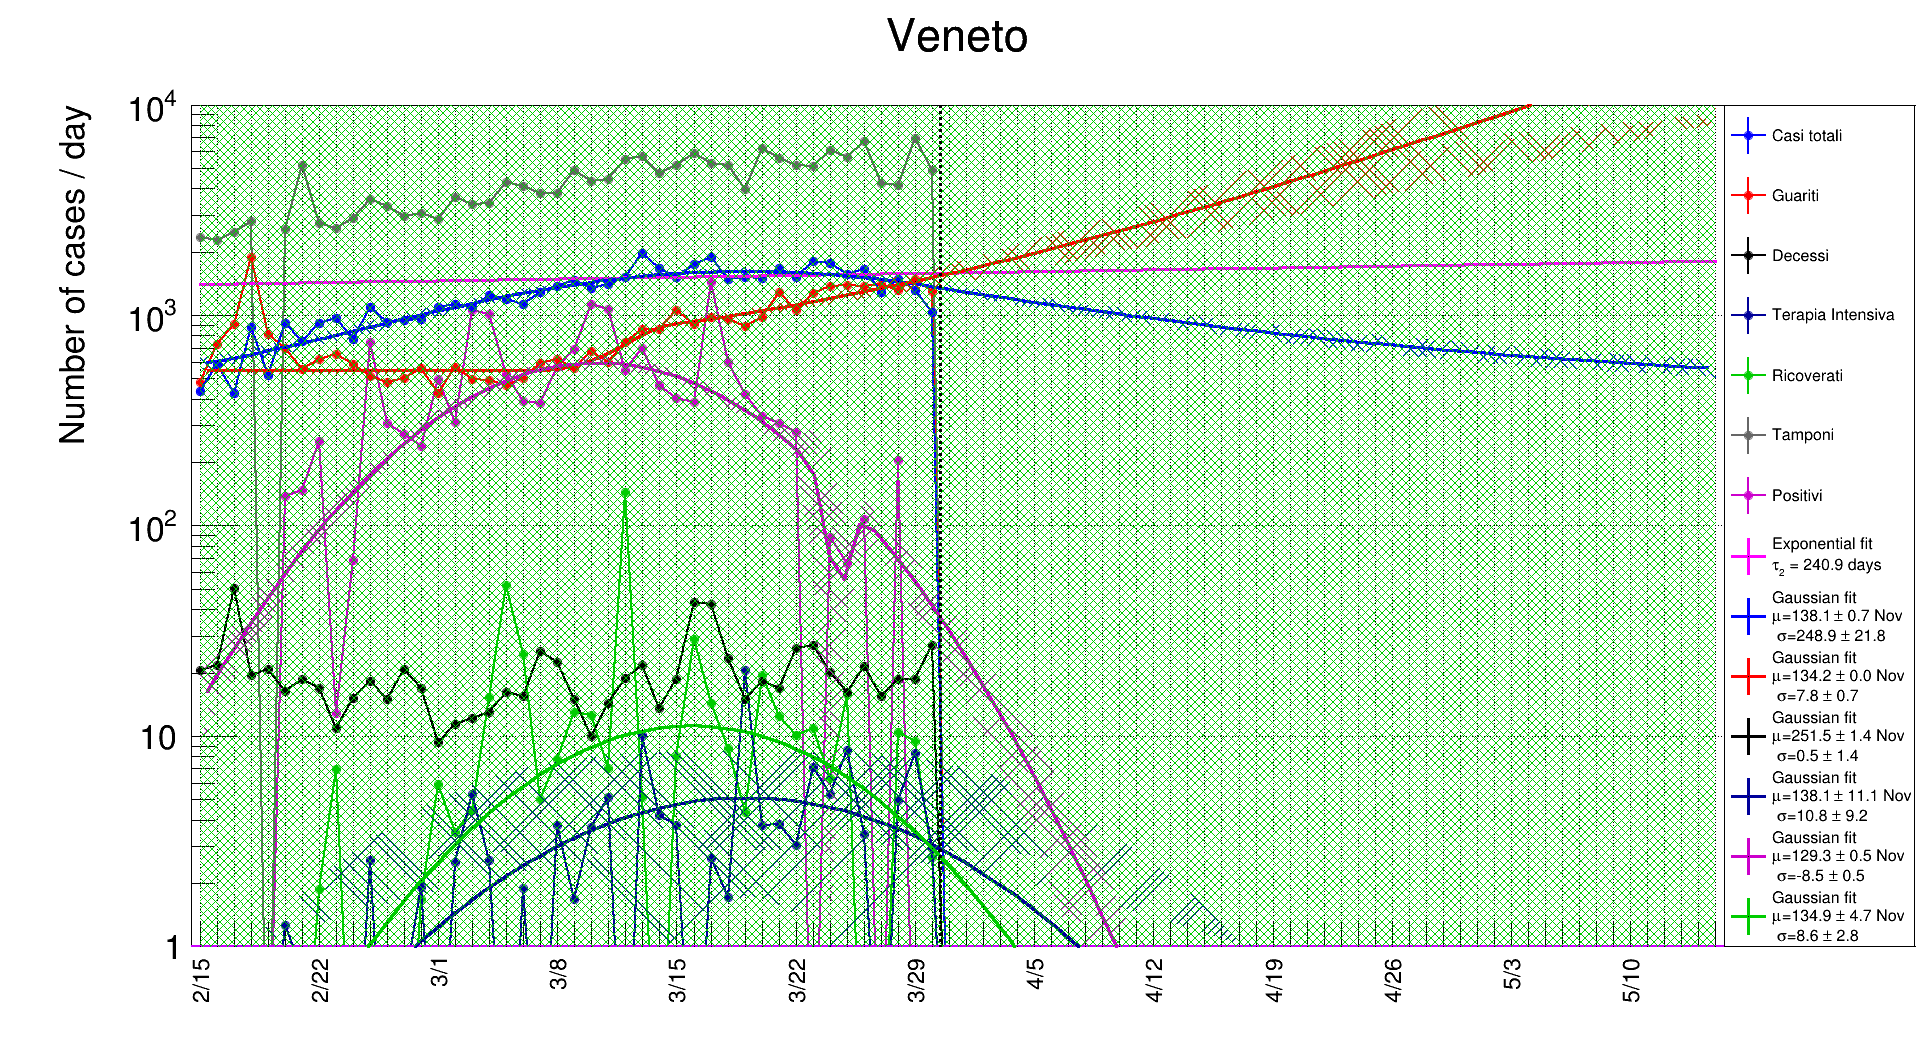 Veneto
Number of cases / day
10⁴
10³
10²
10
1
2/15
2/22
3/1
3/8
3/15
3/22
3/29
4/5
4/12
4/19
4/26
5/3
5/10
Casi totali
Guariti
Decessi
Terapia Intensiva
Ricoverati
Tamponi
Positivi
Exponential fit
τ₂ = 240.9 days
Gaussian fit
μ=138.1 ± 0.7 Nov
σ=248.9 ± 21.8
Gaussian fit
μ=134.2 ± 0.0 Nov
σ=7.8 ± 0.7
Gaussian fit
μ=251.5 ± 1.4 Nov
σ=0.5 ± 1.4
Gaussian fit
μ=138.1 ± 11.1 Nov
σ=10.8 ± 9.2
Gaussian fit
μ=129.3 ± 0.5 Nov
σ=-8.5 ± 0.5
Gaussian fit
μ=134.9 ± 4.7 Nov
σ=8.6 ± 2.8